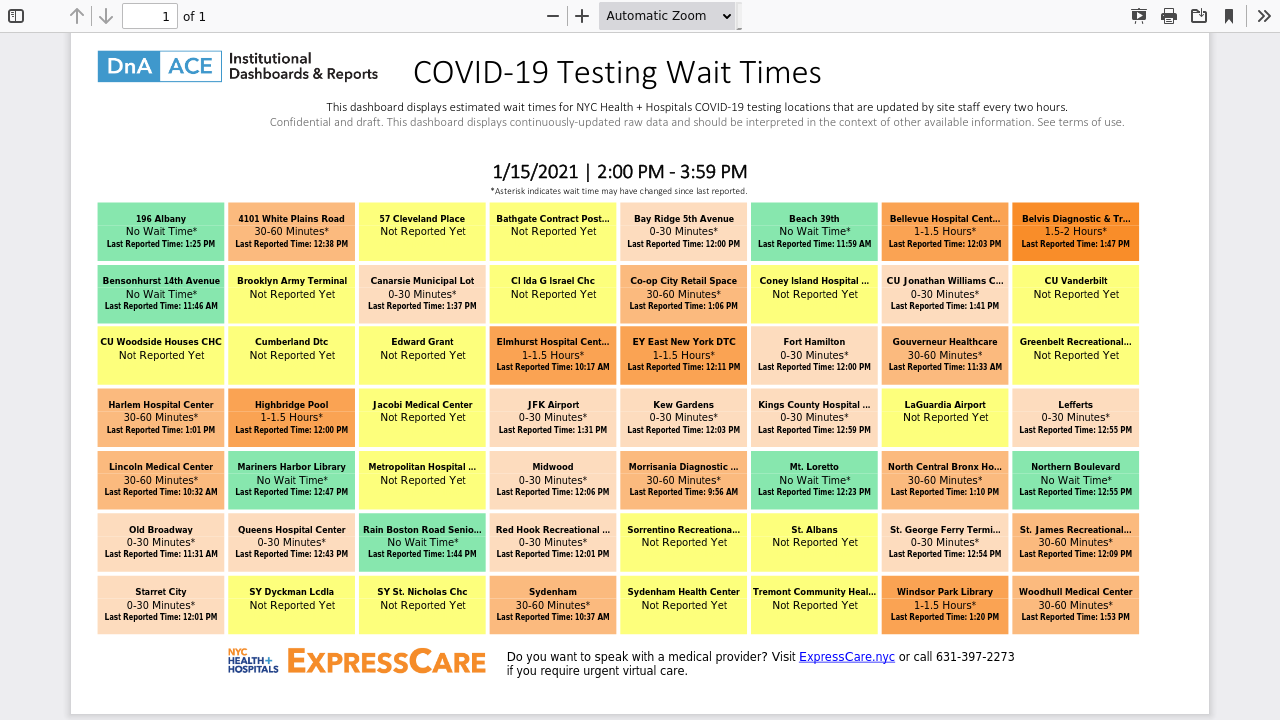 1 of 1 Automatic Zoom
DnA ACE Institutional
Dashboards & Reports
COVID-19 Testing Wait Times
This dashboard displays estimated wait times for NYC Health + Hospitals COVID-19 testing locations that are updated by site staff every two hours.
Confidential and draft. This dashboard displays continuously-updated raw data and should be interpreted in the context of other available information. See terms of use.
1/15/2021 | 2:00 PM - 3:59 PM
*Asterisk indicates wait time may have changed since last reported.
196 Albany
No Wait Time*
Last Reported Time: 1:25 PM
4101 White Plains Road
30-60 Minutes*
Last Reported Time: 12:38 PM
57 Cleveland Place
Not Reported Yet
Bathgate Contract Post...
Not Reported Yet
Bay Ridge 5th Avenue
0-30 Minutes*
Last Reported Time: 12:00 PM
Beach 39th
No Wait Time*
Last Reported Time: 11:59 AM
Bellevue Hospital Cent...
1-1.5 Hours*
Last Reported Time: 12:03 PM
Belvis Diagnostic & Tr...
1.5-2 Hours*
Last Reported Time: 1:47 PM
Bensonhurst 14th Avenue
No Wait Time*
Last Reported Time: 11:46 AM
Brooklyn Army Terminal
Not Reported Yet
Canarsie Municipal Lot
0-30 Minutes*
Last Reported Time: 1:37 PM
Cl Ida G Israel Chc
Not Reported Yet
Co-op City Retail Space
30-60 Minutes*
Last Reported Time: 1:06 PM
Coney Island Hospital ...
Not Reported Yet
CU Jonathan Williams C...
0-30 Minutes*
Last Reported Time: 1:41 PM
CU Vanderbilt
Not Reported Yet
CU Woodside Houses CHC
Not Reported Yet
Cumberland Dtc
Not Reported Yet
Edward Grant
Not Reported Yet
Elmhurst Hospital Cent...
1-1.5 Hours*
Last Reported Time: 10:17 AM
EY East New York DTC
1-1.5 Hours*
Last Reported Time: 12:11 PM
Fort Hamilton
0-30 Minutes*
Last Reported Time: 12:00 PM
Gouverneur Healthcare
30-60 Minutes*
Last Reported Time: 11:33 AM
Greenbelt Recreational...
Not Reported Yet
Harlem Hospital Center
30-60 Minutes*
Last Reported Time: 1:01 PM
Highbridge Pool
1-1.5 Hours*
Last Reported Time: 12:00 PM
Jacobi Medical Center
Not Reported Yet
JFK Airport
0-30 Minutes*
Last Reported Time: 1:31 PM
Kew Gardens
0-30 Minutes*
Last Reported Time: 12:03 PM
Kings County Hospital ...
0-30 Minutes*
Last Reported Time: 12:59 PM
LaGuardia Airport
Not Reported Yet
Lefferts
0-30 Minutes*
Last Reported Time: 12:55 PM
Lincoln Medical Center
30-60 Minutes*
Last Reported Time: 10:32 AM
Mariners Harbor Library
No Wait Time*
Last Reported Time: 12:47 PM
Metropolitan Hospital ...
Not Reported Yet
Midwood
0-30 Minutes*
Last Reported Time: 12:06 PM
Morrisania Diagnostic ...
30-60 Minutes*
Last Reported Time: 9:56 AM
Mt. Loretto
No Wait Time*
Last Reported Time: 12:23 PM
North Central Bronx Ho...
30-60 Minutes*
Last Reported Time: 1:10 PM
Northern Boulevard
No Wait Time*
Last Reported Time: 12:55 PM
Old Broadway
0-30 Minutes*
Last Reported Time: 11:31 AM
Queens Hospital Center
0-30 Minutes*
Last Reported Time: 12:43 PM
Rain Boston Road Senio...
No Wait Time*
Last Reported Time: 1:44 PM
Red Hook Recreational ...
0-30 Minutes*
Last Reported Time: 12:01 PM
Sorrentino Recreationa...
Not Reported Yet
St. Albans
Not Reported Yet
St. George Ferry Termi...
0-30 Minutes*
Last Reported Time: 12:54 PM
St. James Recreational...
30-60 Minutes*
Last Reported Time: 12:09 PM
Starret City
0-30 Minutes*
Last Reported Time: 12:01 PM
SY Dyckman Lcdla
Not Reported Yet
SY St. Nicholas Chc
Not Reported Yet
Sydenham
30-60 Minutes*
Last Reported Time: 10:37 AM
Sydenham Health Center
Not Reported Yet
Tremont Community Heal...
Not Reported Yet
Windsor Park Library
1-1.5 Hours*
Last Reported Time: 1:20 PM
Woodhull Medical Center
30-60 Minutes*
Last Reported Time: 1:53 PM
NYC
HEALTH+
HOSPITALS
EXPRESSCARE
Do you want to speak with a medical provider? Visit ExpressCare.nyc or call 631-397-2273
if you require urgent virtual care.